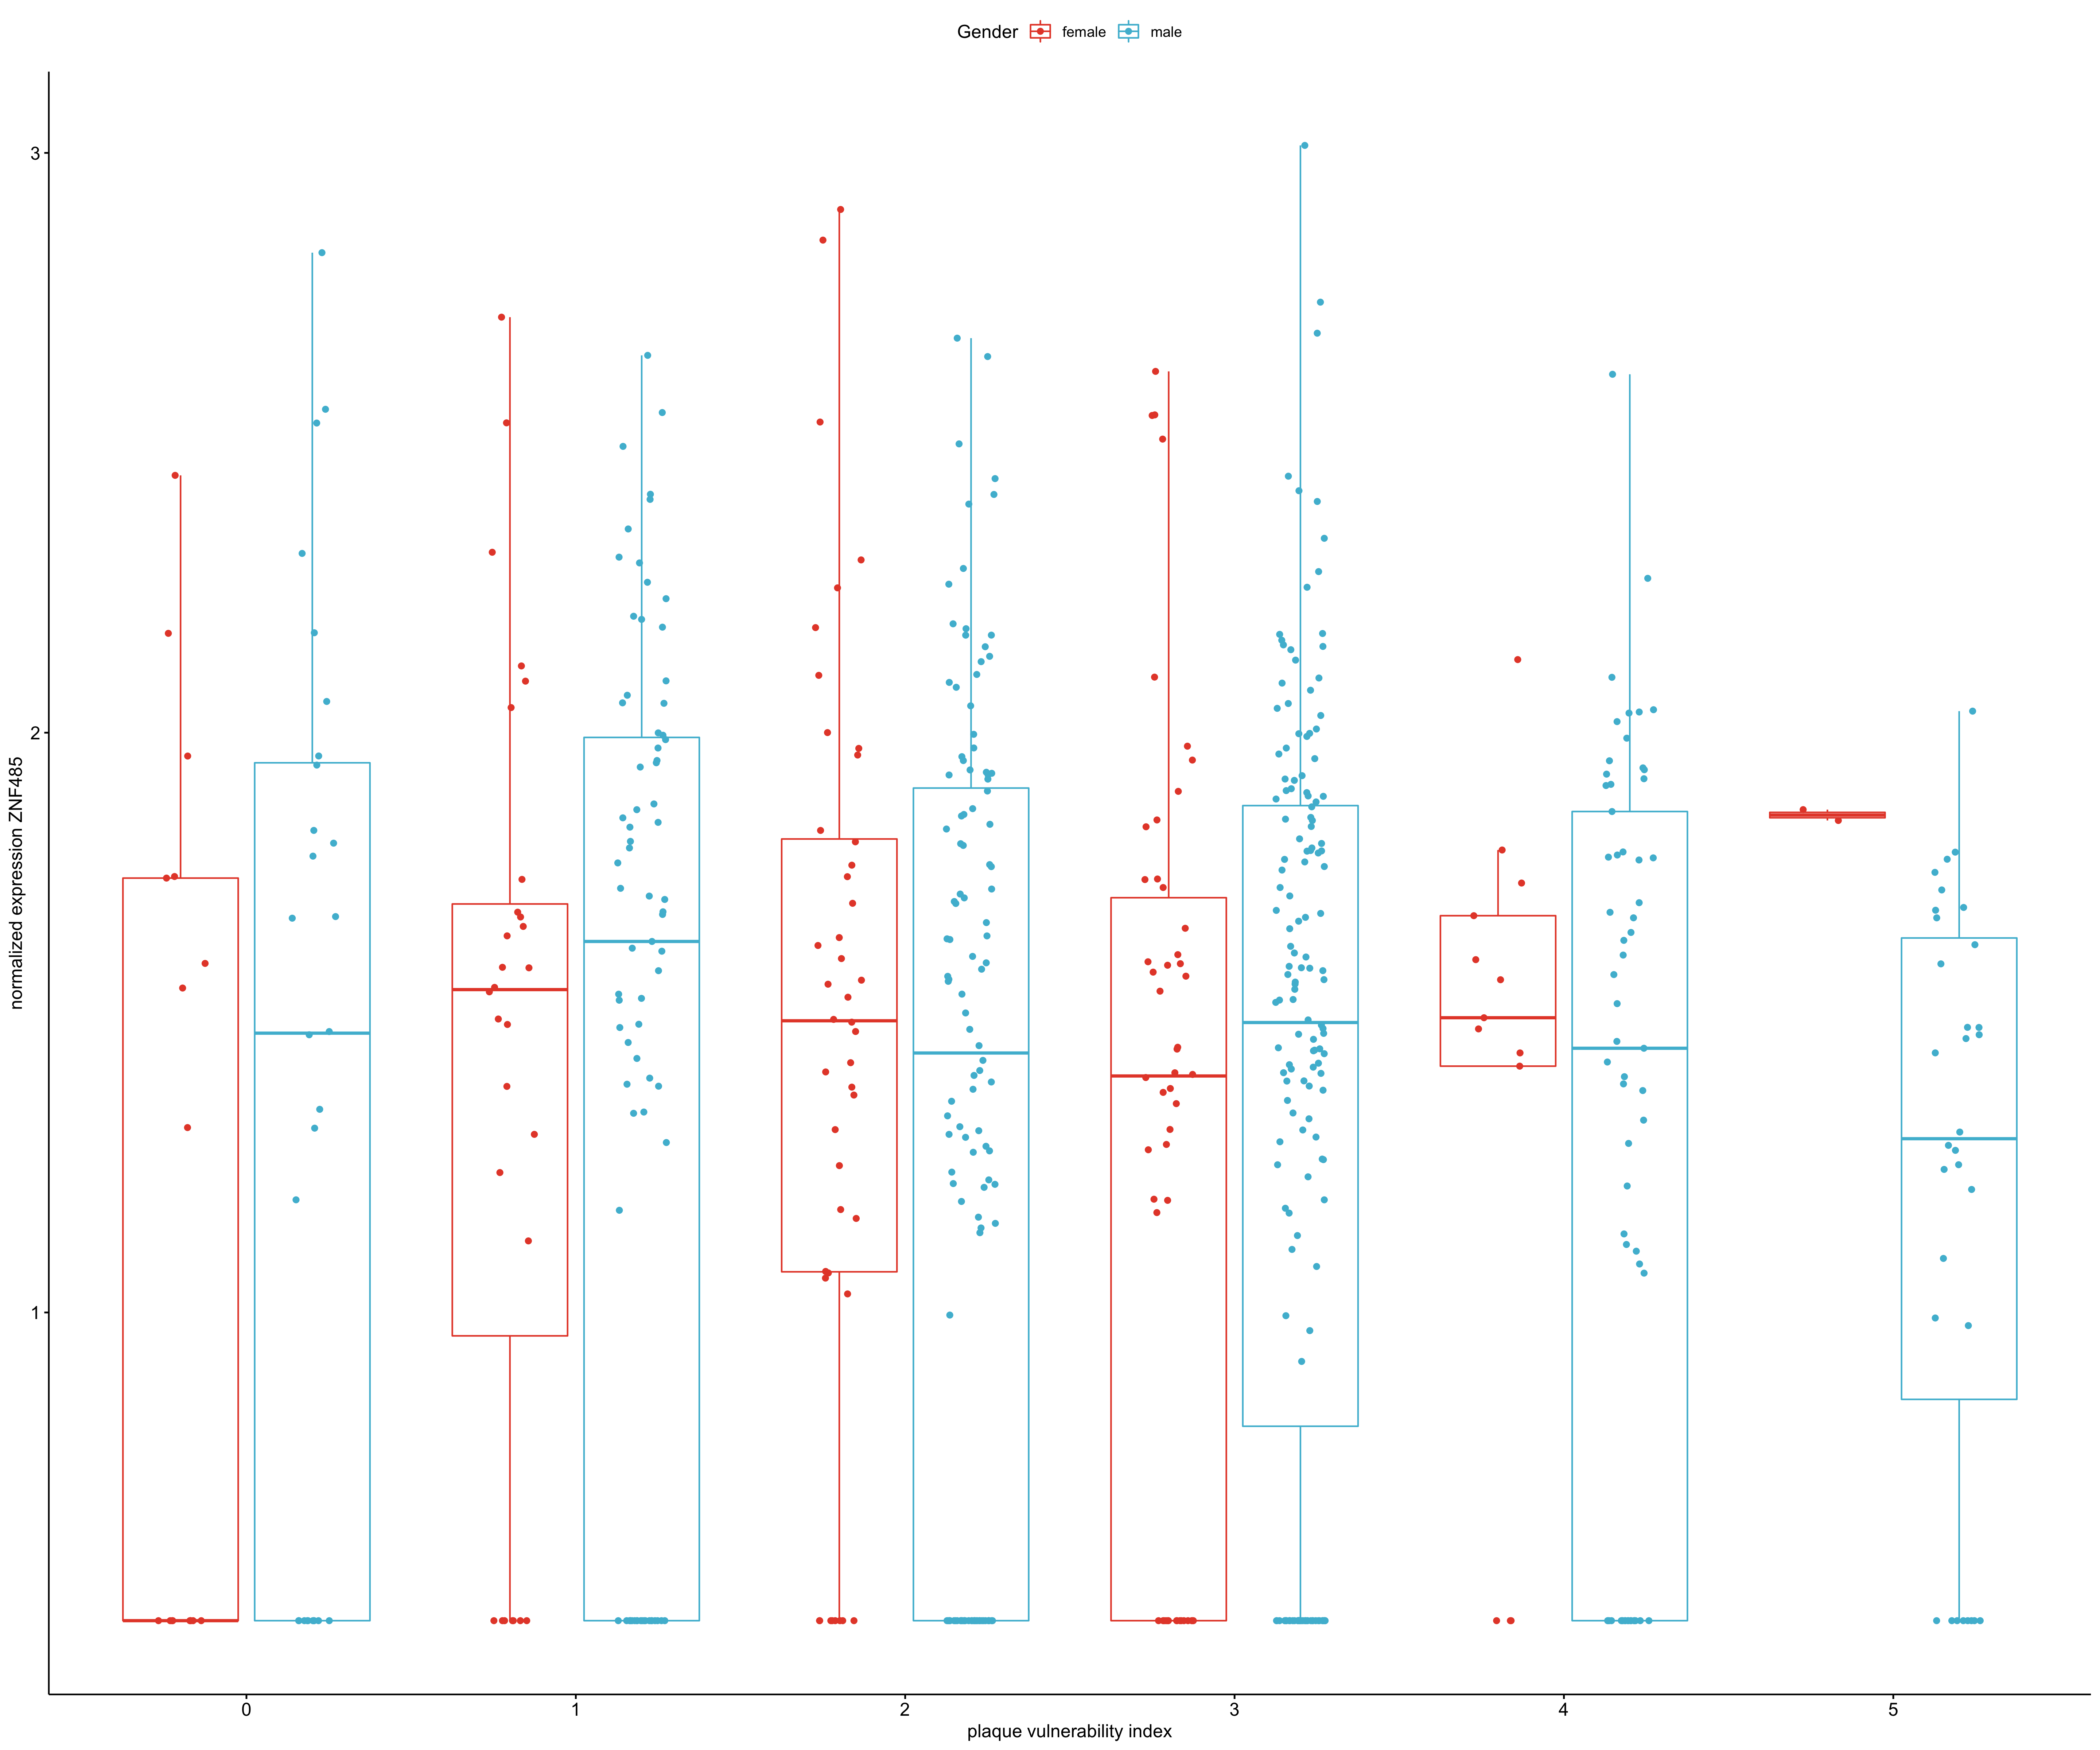 Gender female male
3
2
1
normalized expression ZNF485
0 1 2 3 4 5
plaque vulnerability index